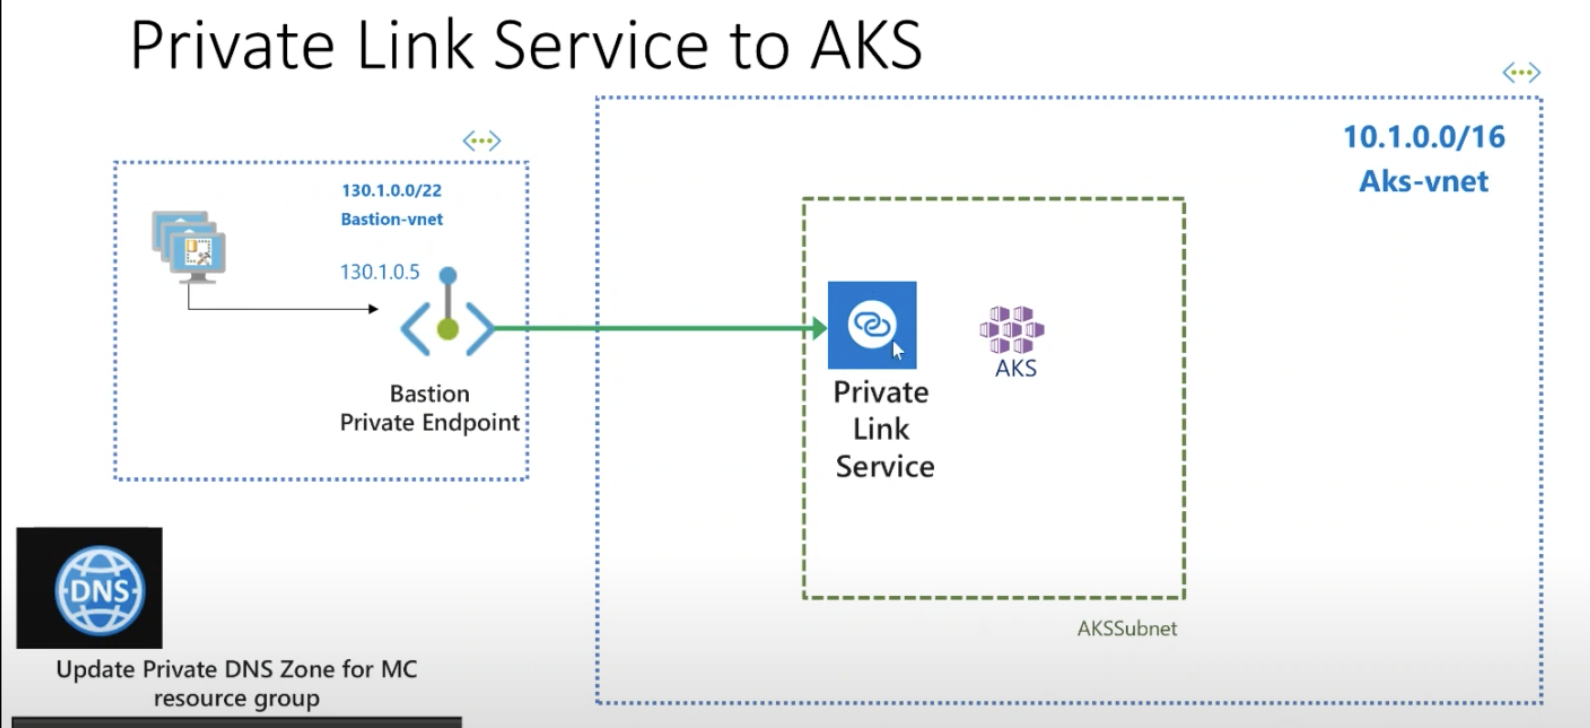 Private Link Service to AKS
10.1.0.0/16
Aks-vnet
130.1.0.0/22
Bastion-vnet
130.1.0.5
Bastion
Private Endpoint
Private
Link
Service
AKS
AKSSubnet
DNS
Update Private DNS Zone for MC
resource group